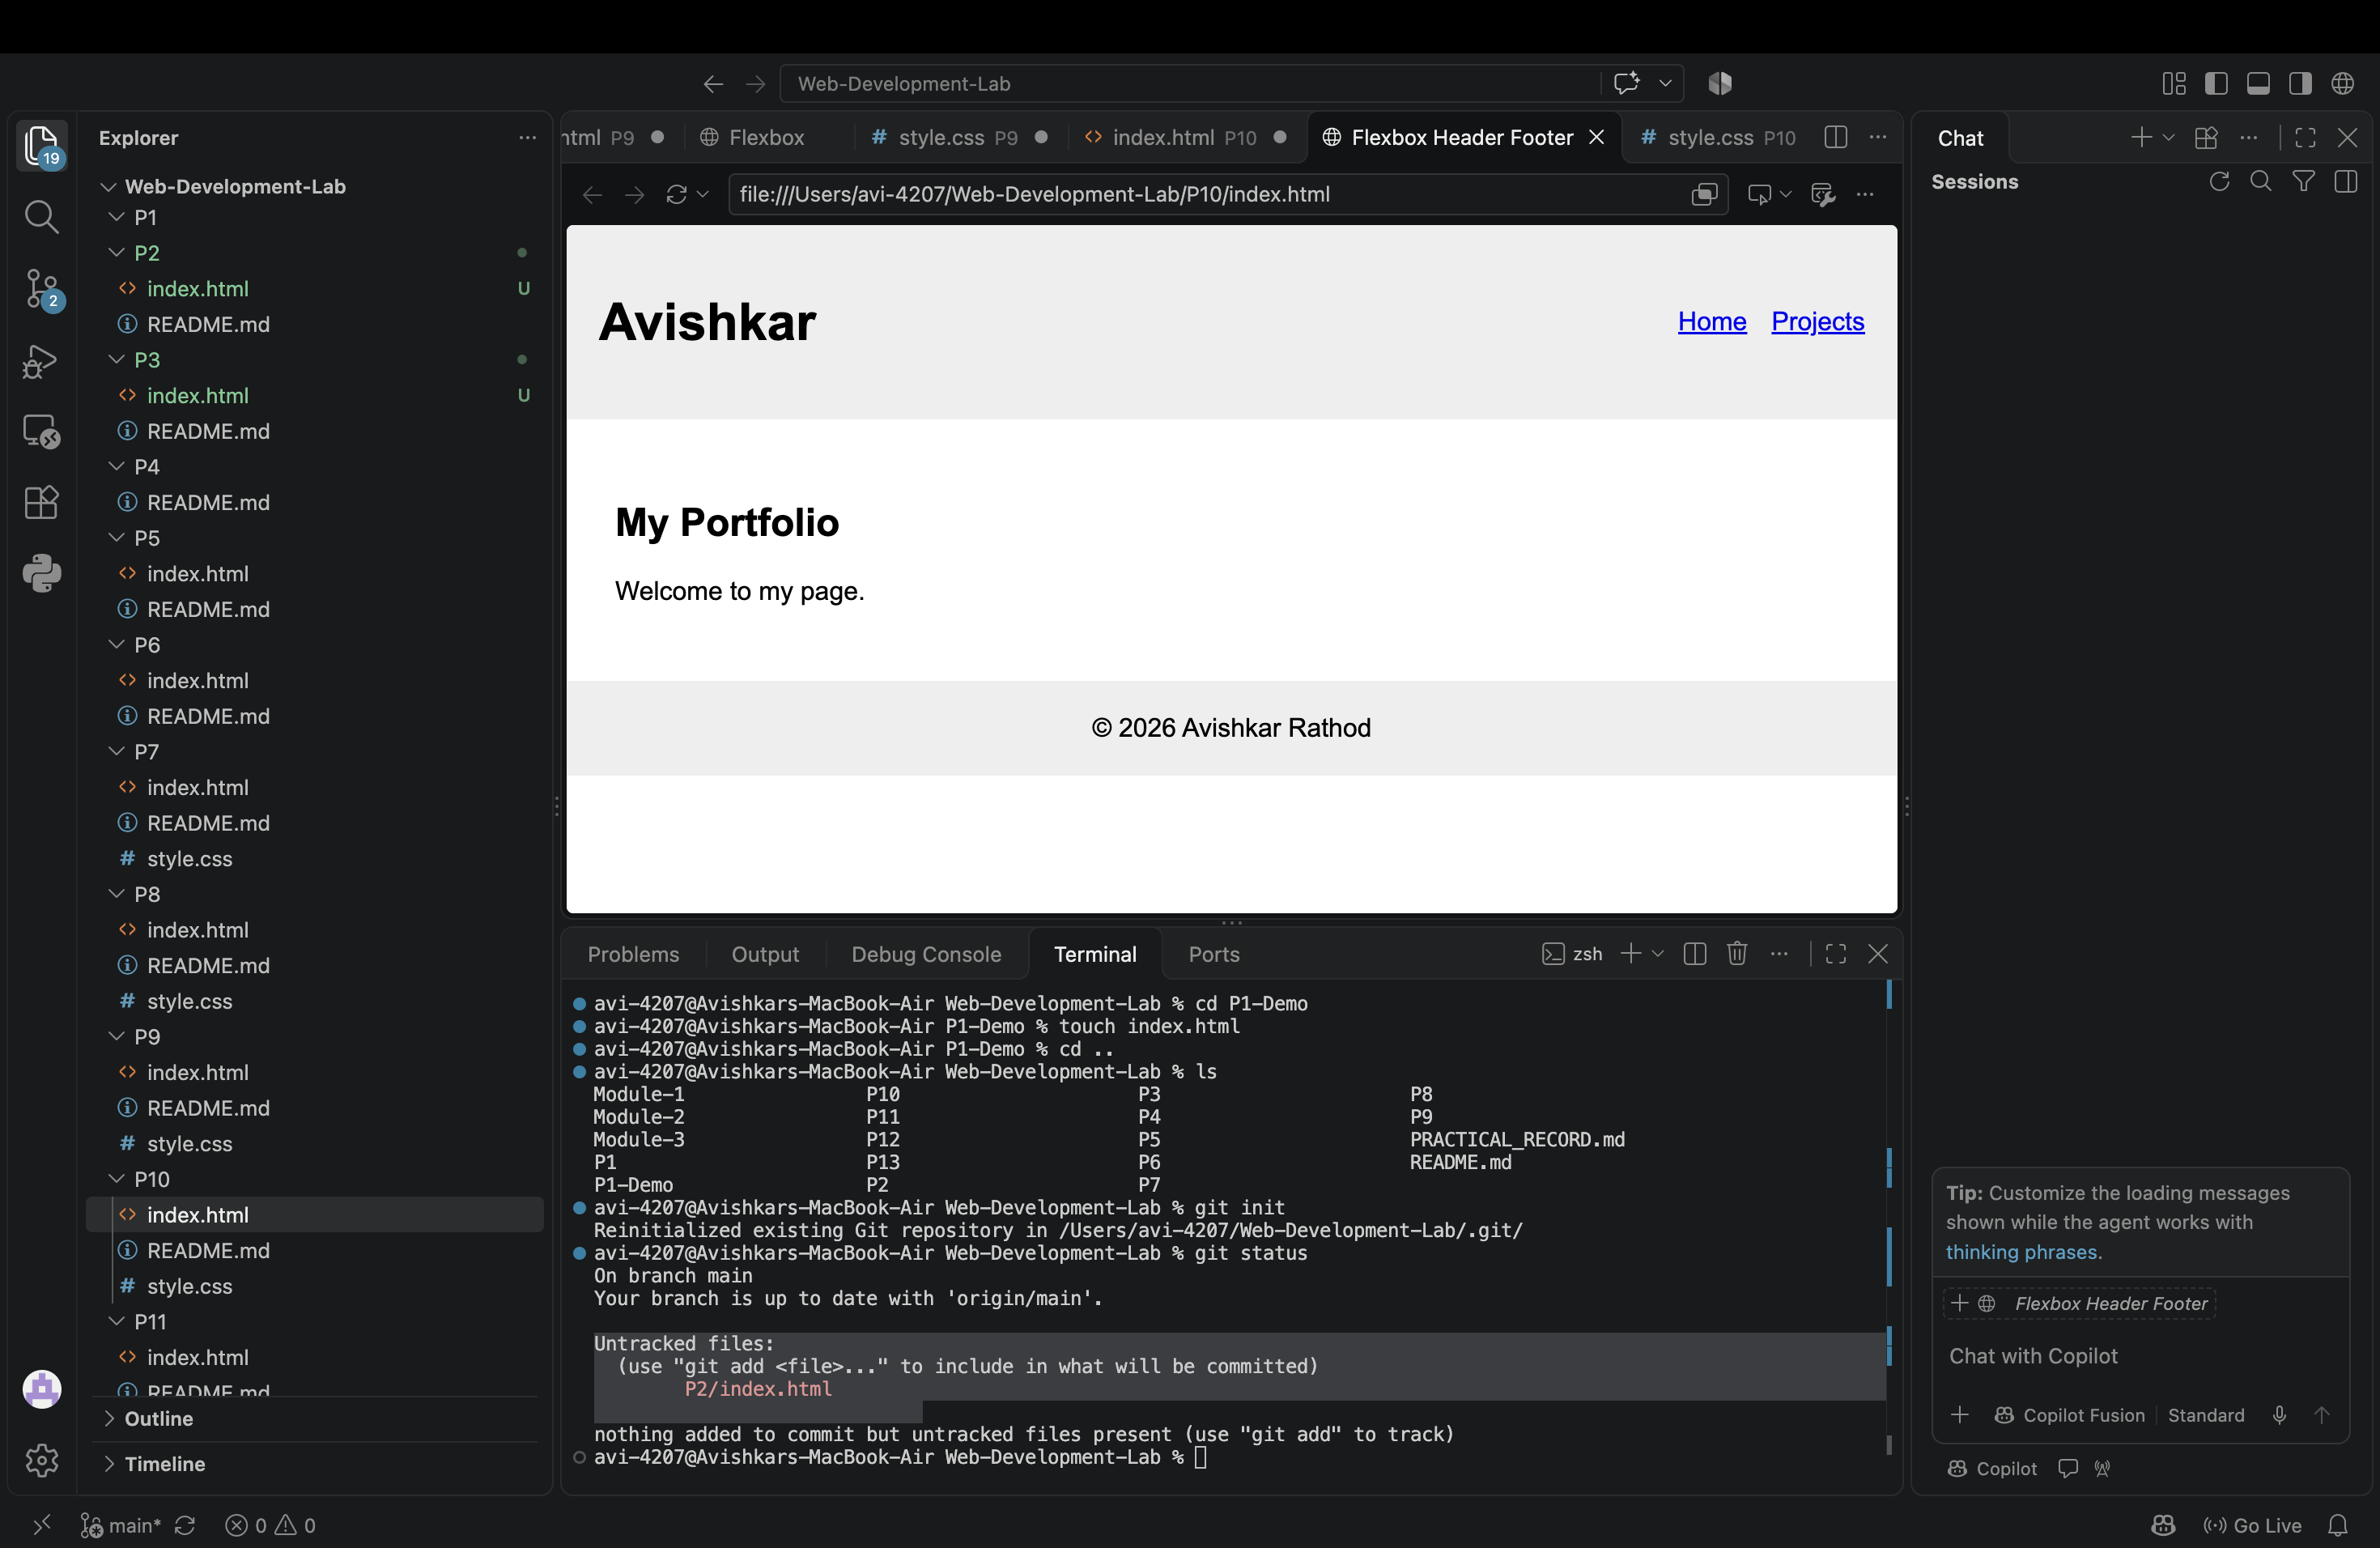 Web-Development-Lab
19
2
Explorer
Web-Development-Lab
P1
P2
index.html U
README.md
P3
index.html U
README.md
P4
README.md
P5
index.html
README.md
P6
index.html
README.md
P7
index.html
README.md
# style.css
P8
index.html
README.md
# style.css
P9
index.html
README.md
# style.css
P10
index.html
README.md
# style.css
P11
index.html
README.md
Outline
Timeline
html P9
Flexbox
# style.css P9
index.html P10
Flexbox Header Footer
# style.css P10
file:///Users/avi-4207/Web-Development-Lab/P10/index.html
Avishkar
Home Projects
My Portfolio
Welcome to my page.
© 2026 Avishkar Rathod
Problems Output Debug Console Terminal Ports
zsh
avi-4207@Avishkars-MacBook-Air Web-Development-Lab % cd P1-Demo
avi-4207@Avishkars-MacBook-Air P1-Demo % touch index.html
avi-4207@Avishkars-MacBook-Air P1-Demo % cd ..
avi-4207@Avishkars-MacBook-Air Web-Development-Lab % ls
Module-1 P10 P3 P8
Module-2 P11 P4 P9
Module-3 P12 P5 PRACTICAL_RECORD.md
P1 P13 P6 README.md
P1-Demo P2 P7
avi-4207@Avishkars-MacBook-Air Web-Development-Lab % git init
Reinitialized existing Git repository in /Users/avi-4207/Web-Development-Lab/.git/
avi-4207@Avishkars-MacBook-Air Web-Development-Lab % git status
On branch main
Your branch is up to date with 'origin/main'.
Untracked files:
(use "git add <file>..." to include in what will be committed)
P2/index.html
nothing added to commit but untracked files present (use "git add" to track)
avi-4207@Avishkars-MacBook-Air Web-Development-Lab %
Chat
Sessions
Tip: Customize the loading messages
shown while the agent works with
thinking phrases.
Flexbox Header Footer
Chat with Copilot
Copilot Fusion Standard
Copilot
main*
0
0
Go Live